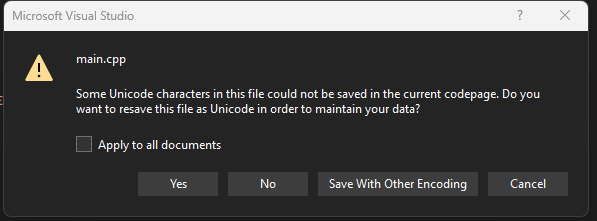 Microsoft Visual Studio
?
main.cpp
Some Unicode characters in this file could not be saved in the current codepage. Do you
want to resave this file as Unicode in order to maintain your data?
Apply to all documents
Yes No Save With Other Encoding Cancel